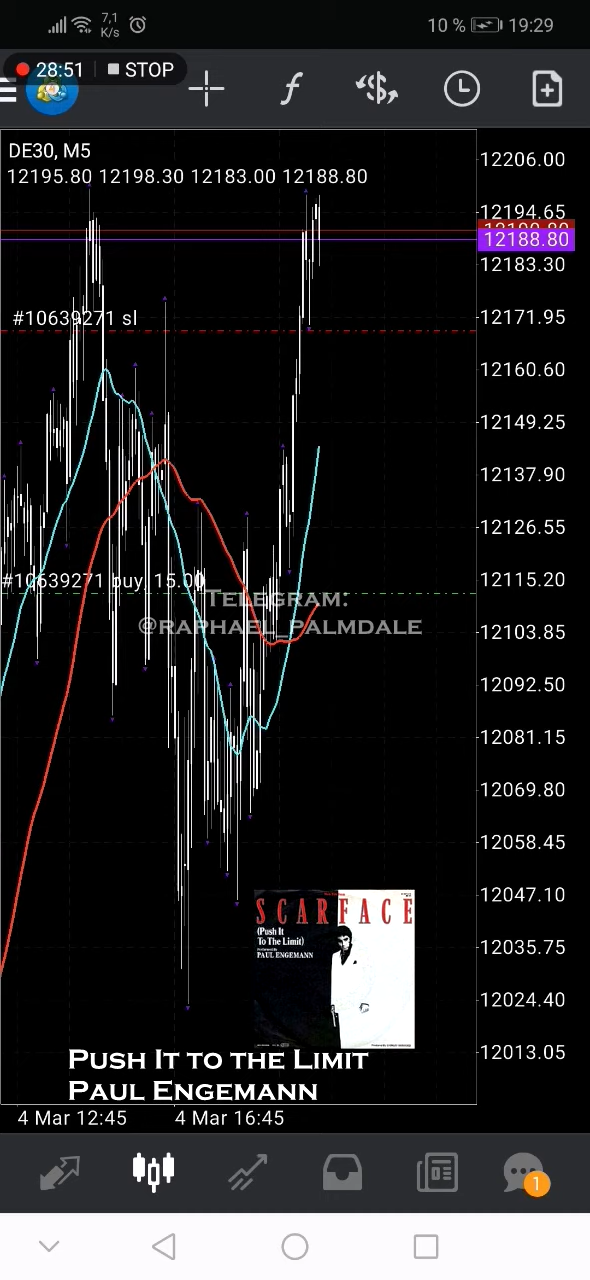 7,1
K/s
10 %
19:29
28:51
STOP
DE30, M5
12195.80 12198.30 12183.00 12188.80
12206.00
12194.65
12188.80
12183.30
#10639271 sl
12171.95
12160.60
12149.25
12137.90
12126.55
#10639271 buy, 15.00
12115.20
TELEGRAM:
@RAPHAEL_PALMDALE
12103.85
12092.50
12081.15
12069.80
12058.45
12047.10
SCARFACE
(Push It
To The Limit)
PAUL ENGEMANN
12035.75
12024.40
12013.05
PUSH IT TO THE LIMIT
PAUL ENGEMANN
4 Mar 12:45
4 Mar 16:45
1